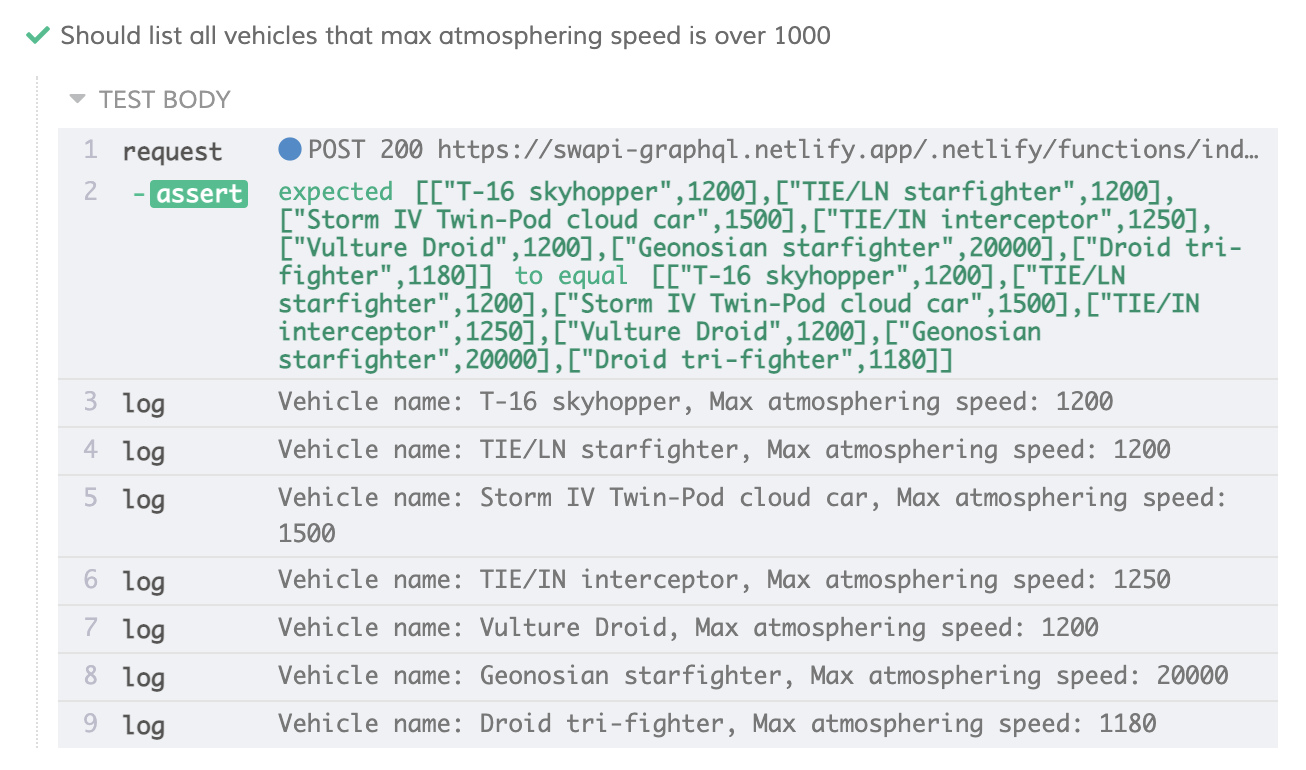 Should list all vehicles that max atmosphering speed is over 1000
TEST BODY
1 request POST 200 https://swapi-graphql.netlify.app/.netlify/functions/ind…
2 -assert expected [["T-16 skyhopper",1200],["TIE/LN starfighter",1200],
["Storm IV Twin-Pod cloud car",1500],["TIE/IN interceptor",1250],
["Vulture Droid",1200],["Geonosian starfighter",20000],["Droid tri-
fighter",1180]] to equal [["T-16 skyhopper",1200],["TIE/LN
starfighter",1200],["Storm IV Twin-Pod cloud car",1500],["TIE/IN
interceptor",1250],["Vulture Droid",1200],["Geonosian
starfighter",20000],["Droid tri-fighter",1180]]
3 log Vehicle name: T-16 skyhopper, Max atmosphering speed: 1200
4 log Vehicle name: TIE/LN starfighter, Max atmosphering speed: 1200
5 log Vehicle name: Storm IV Twin-Pod cloud car, Max atmosphering speed:
1500
6 log Vehicle name: TIE/IN interceptor, Max atmosphering speed: 1250
7 log Vehicle name: Vulture Droid, Max atmosphering speed: 1200
8 log Vehicle name: Geonosian starfighter, Max atmosphering speed: 20000
9 log Vehicle name: Droid tri-fighter, Max atmosphering speed: 1180